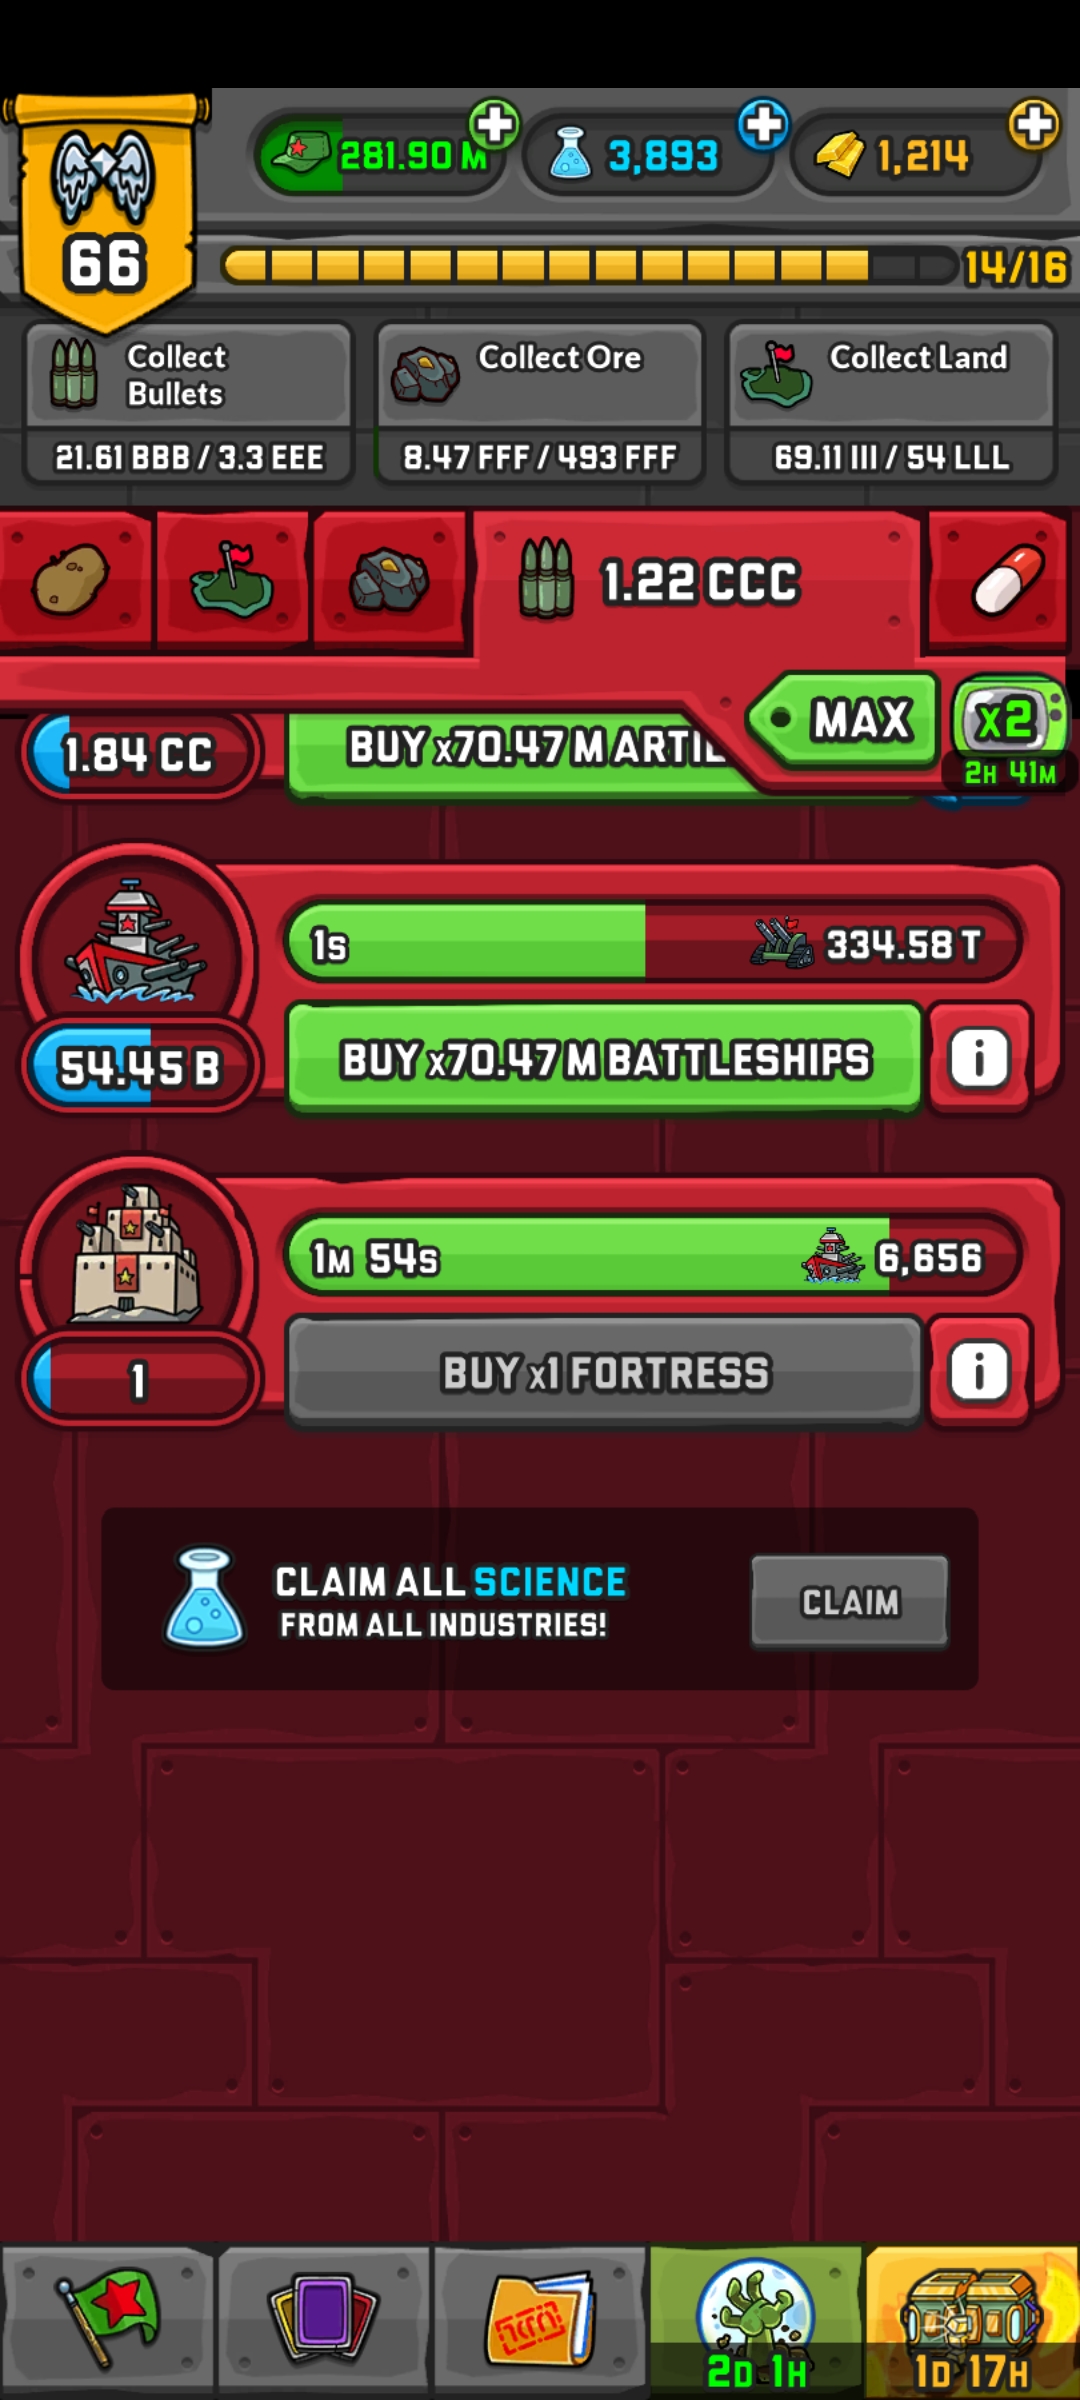 281.90 M
3,893
1,214
66
14/16
Collect
Bullets
Collect Ore
Collect Land
21.61 BBB / 3.3 EEE
8.47 FFF / 493 FFF
69.11 III / 54 LLL
1.22 CCC
MAX
x2
2H 41M
1.84 CC
BUY x70.47 M ARTIL
1S
334.58 T
54.45 B
BUY x70.47 M BATTLESHIPS
i
1M 54S
6,656
1
BUY x1 FORTRESS
i
CLAIM ALL SCIENCE
FROM ALL INDUSTRIES!
CLAIM
2D 1H
1D 17H